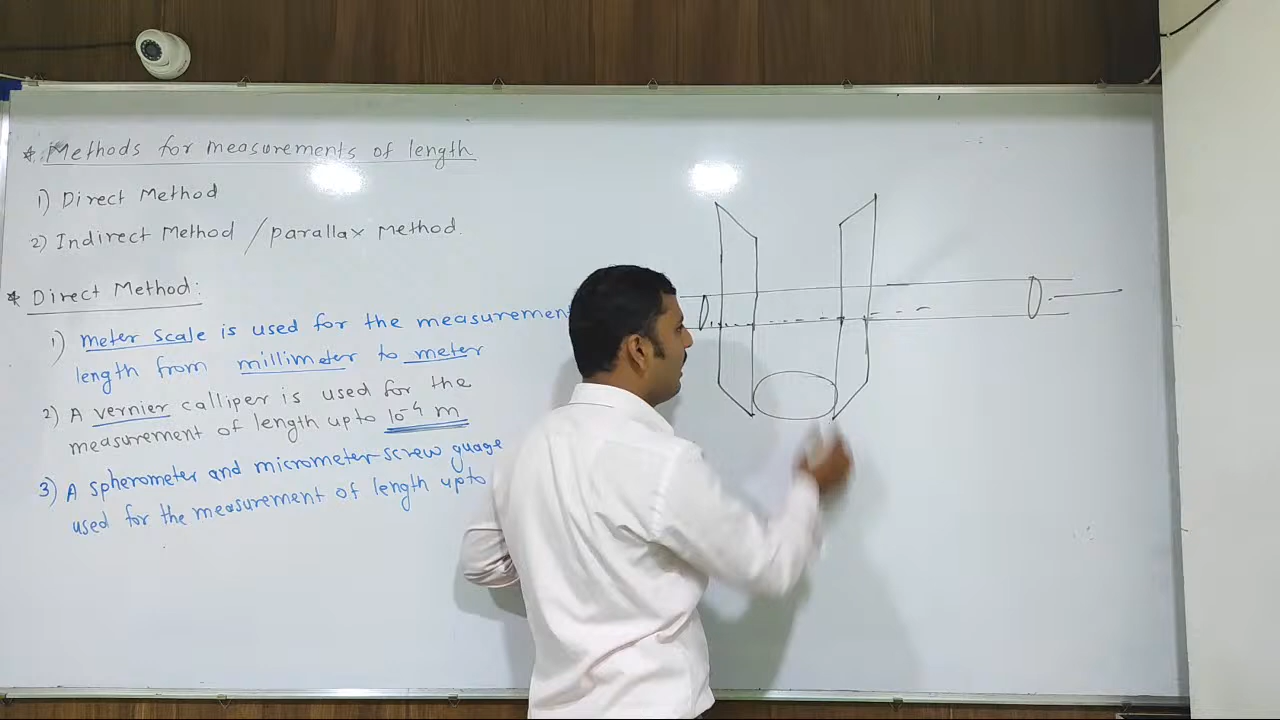 * Methods for measurements of length
1) Direct Method
2) Indirect Method / parallax Method.
* Direct Method:
1) meter scale is used for the measurement
length from millimeter to meter
2) A vernier calliper is used for the
measurement of length upto 10⁻⁴ m
3) A spherometer and micrometer screw guage
used for the measurement of length upto